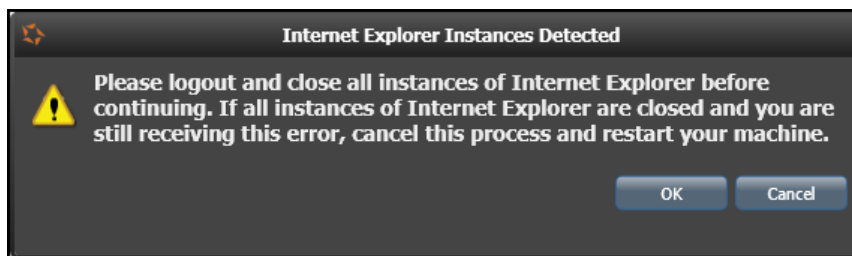 Internet Explorer Instances Detected
Please logout and close all instances of Internet Explorer before
continuing. If all instances of Internet Explorer are closed and you are
still receiving this error, cancel this process and restart your machine.
OK Cancel